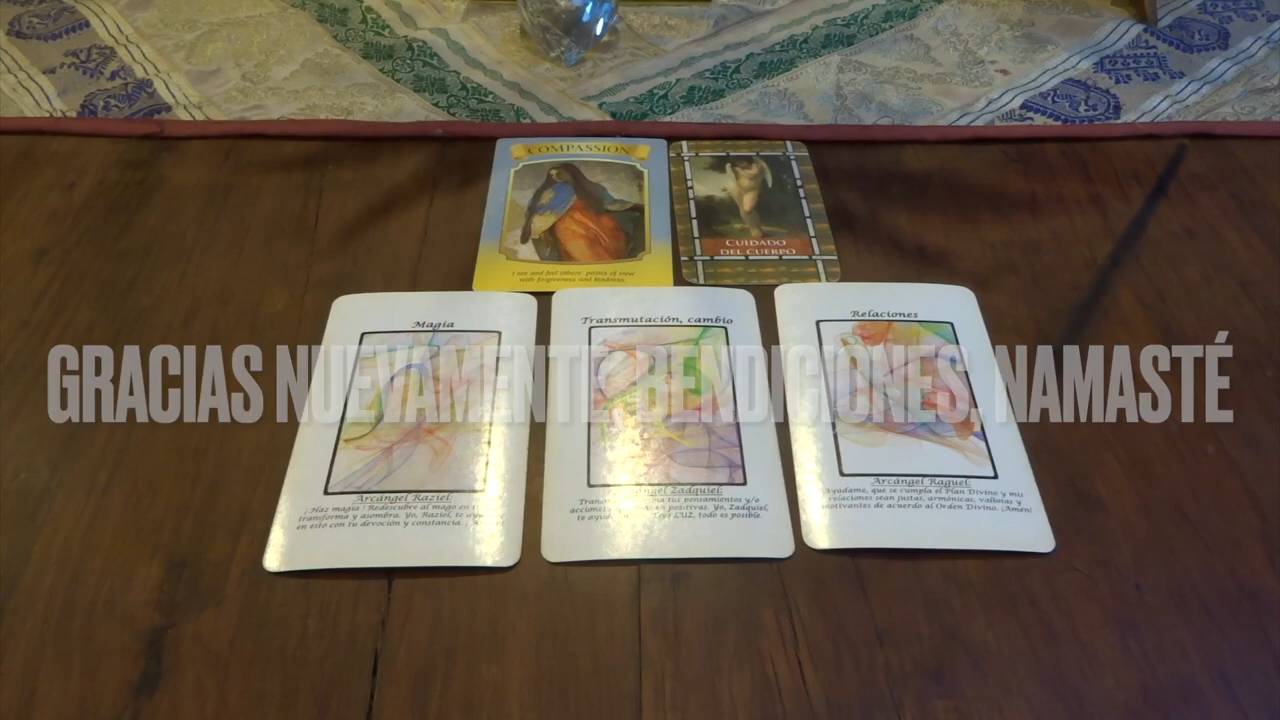 COMPASSION
I see and feel others' points of view
with forgiveness and kindness.
CUIDADO
DEL CUERPO
Magia
Arcángel Raziel:
¡Haz magia! Redescubre al mago en
transforma y asombra. Yo, Raziel, te
en esto con tu devoción y constancia.
Transmutación, cambio
Zadquiel:
tus pensamientos y/o
acciones positivas. Yo, Zadquiel,
te LUZ, todo es posible.
Relaciones
Arcángel Raguel:
Ayúdame, que se cumpla el Plan Divino y mis
relaciones sean justas, armónicas, valiosas y
motivantes de acuerdo al Orden Divino. ¡Amén!
GRACIAS NUEVAMENTE, BENDICIONES, NAMASTÉ